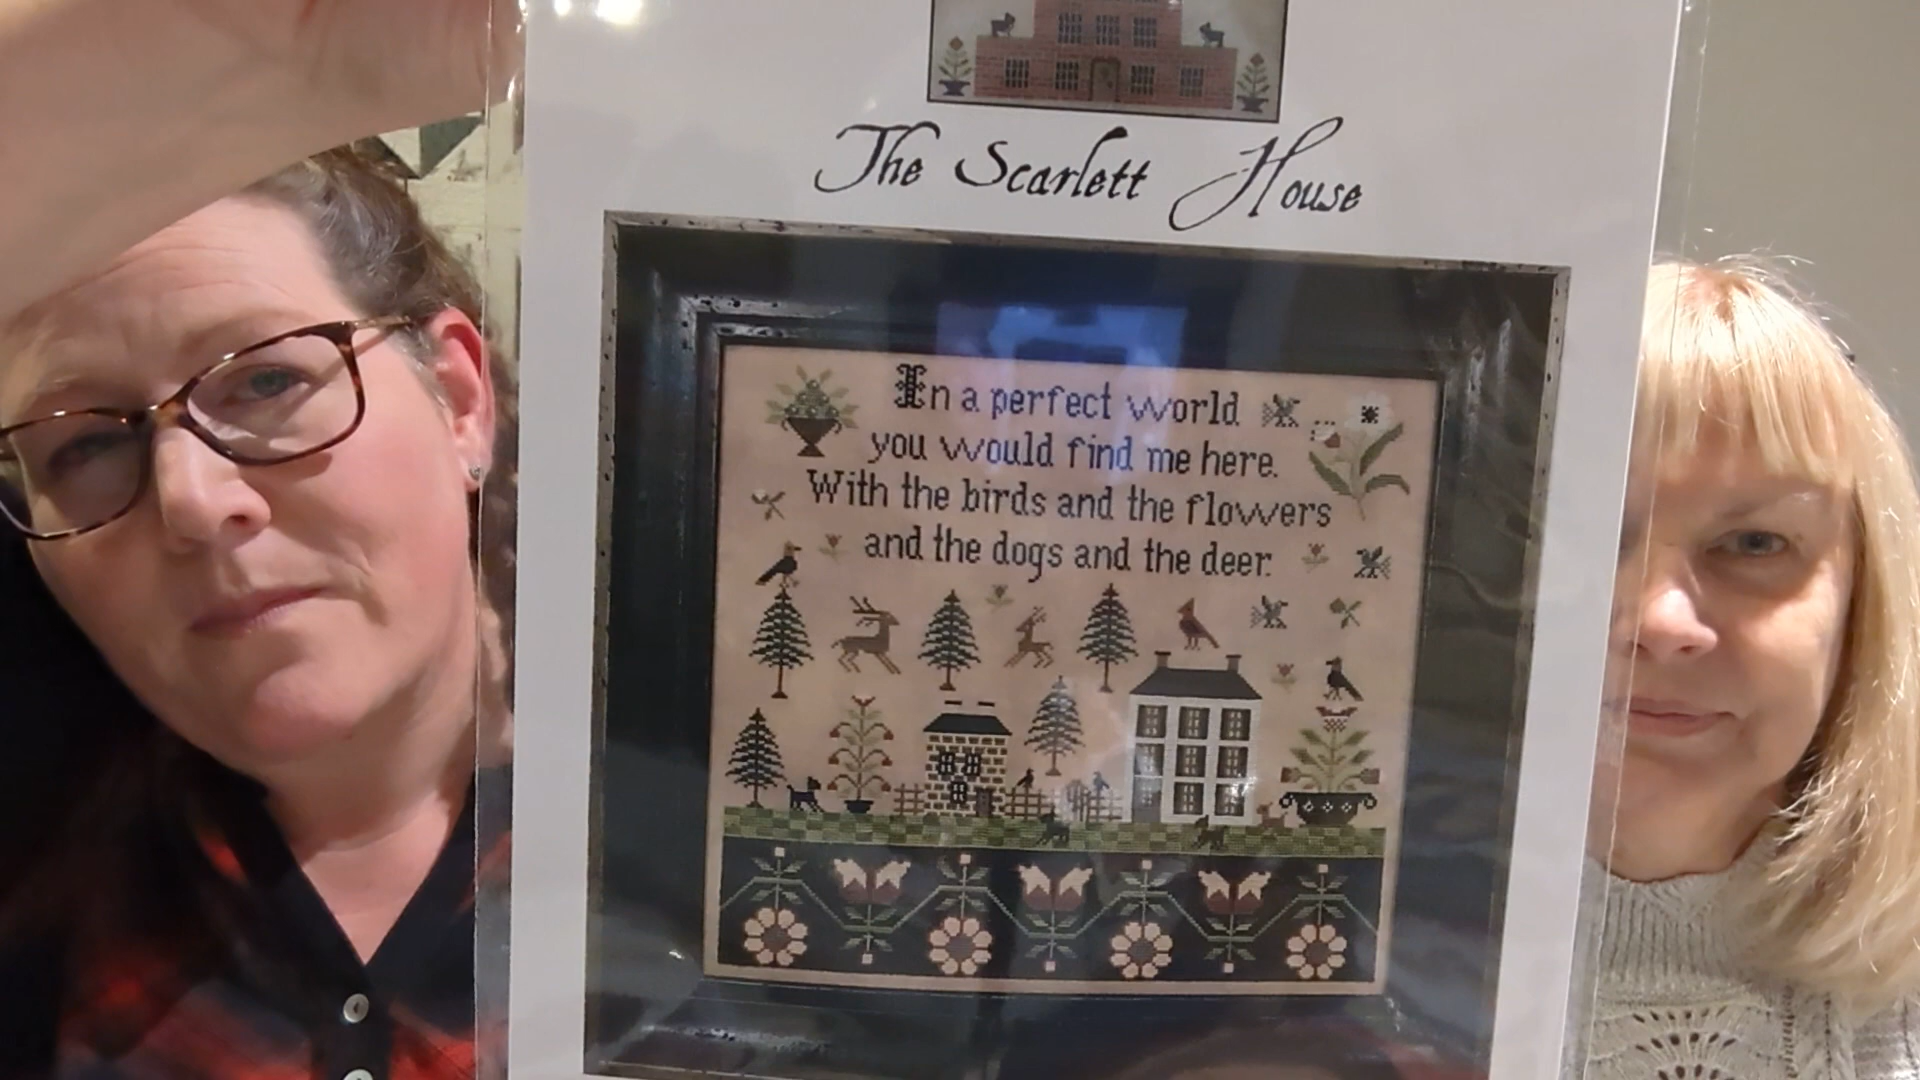 The Scarlett House
In a perfect world
you would find me here.
With the birds and the flowers
and the dogs and the deer.